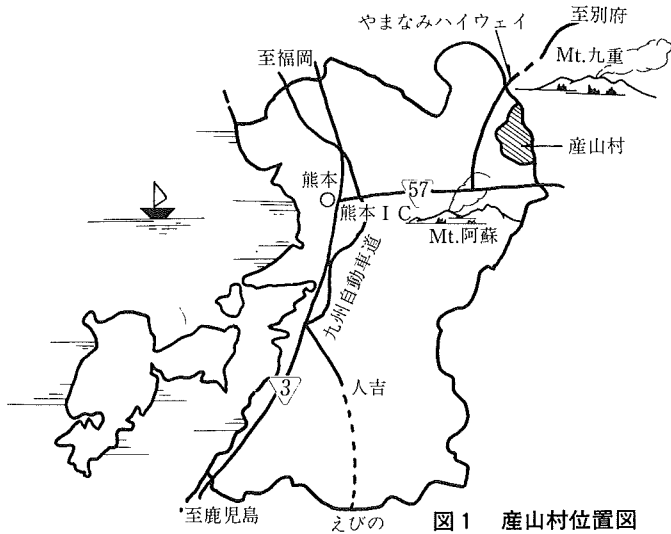 やまなみハイウェイ
至別府
至福岡
Mt.九重
産山村
熊本
57
熊本IC
Mt.阿蘇
九州自動車道
3
人吉
至鹿児島
えびの
図1 産山村位置図